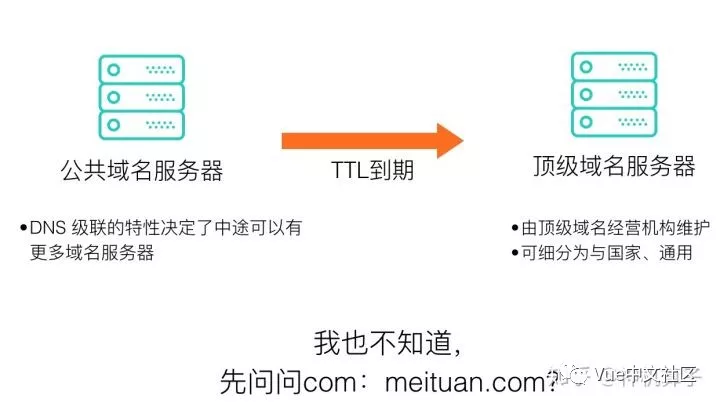 公共域名服务器
TTL到期
顶级域名服务器
•DNS 级联的特性决定了中途可以有
更多域名服务器
•由顶级域名经营机构维护
•可细分为与国家、通用
我也不知道，
先问问com：meituan.com？
Vue中文社区